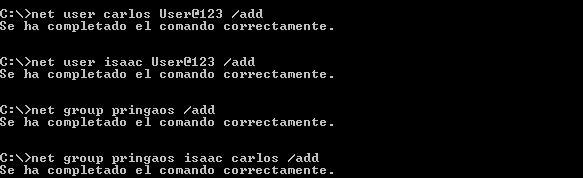 C:\>net user carlos User@123 /add
Se ha completado el comando correctamente.
C:\>net user isaac User@123 /add
Se ha completado el comando correctamente.
C:\>net group pringaos /add
Se ha completado el comando correctamente.
C:\>net group pringaos isaac carlos /add
Se ha completado el comando correctamente.